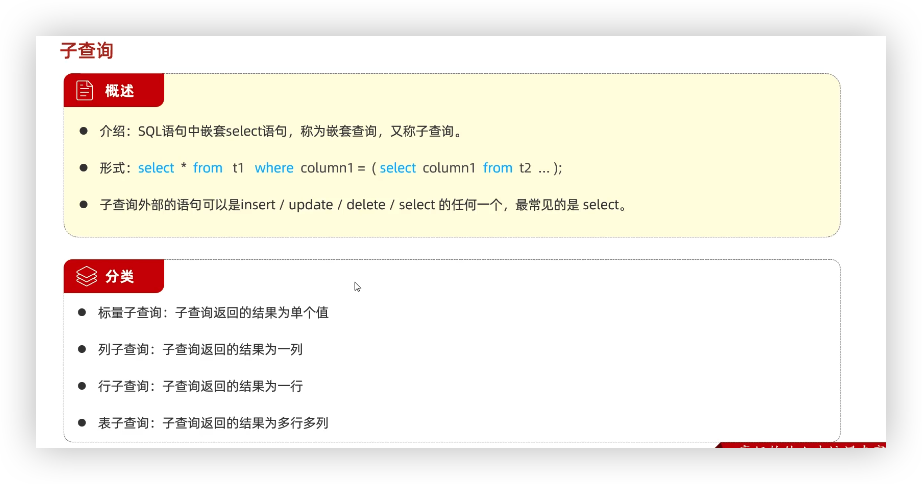 子查询
概述
介绍：SQL语句中嵌套select语句，称为嵌套查询，又称子查询。
形式：select * from t1 where column1 = ( select column1 from t2 ... );
子查询外部的语句可以是insert / update / delete / select 的任何一个，最常见的是 select。
分类
标量子查询：子查询返回的结果为单个值
列子查询：子查询返回的结果为一列
行子查询：子查询返回的结果为一行
表子查询：子查询返回的结果为多行多列